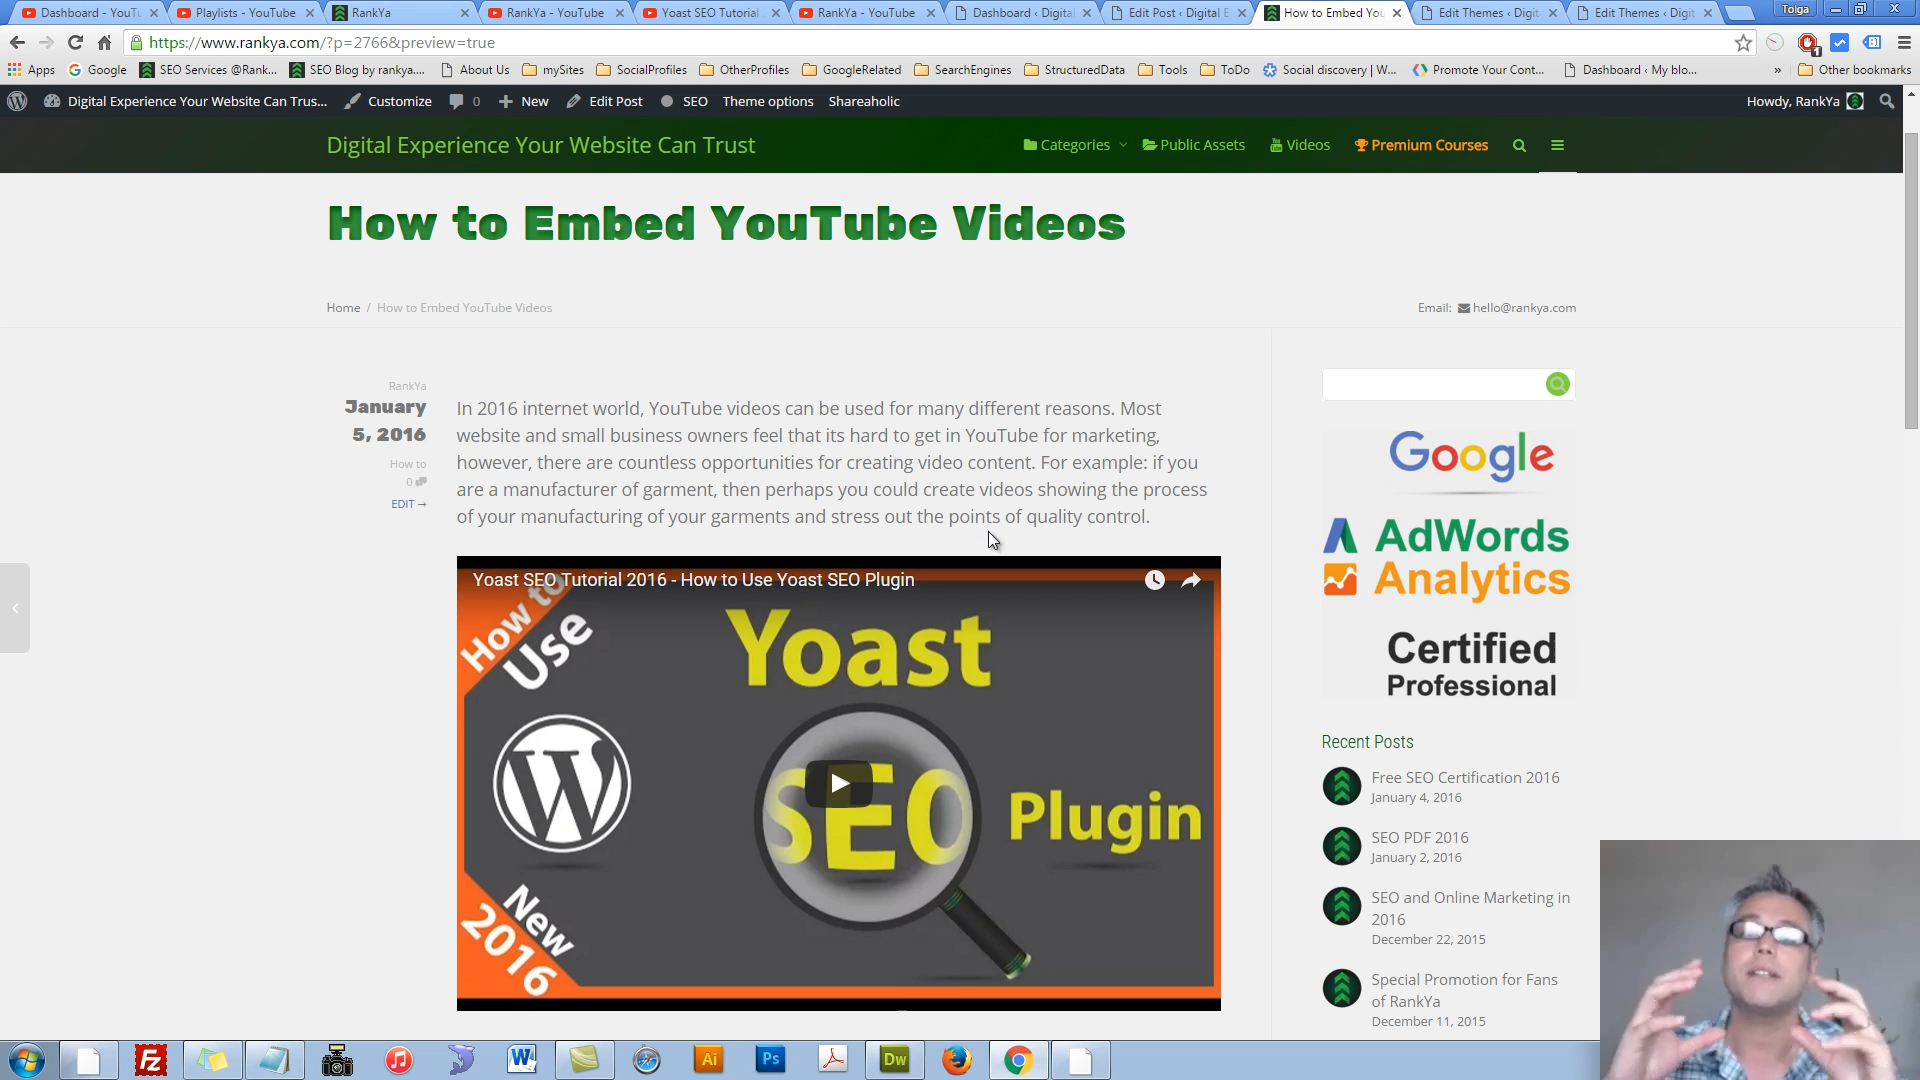 Dashboard - YouTu
Playlists - YouTube
RankYa
RankYa - YouTube
Yoast SEO Tutorial
RankYa - YouTube
Dashboard ‹ Digital
Edit Post ‹ Digital E
How to Embed You
Edit Themes ‹ Digit
Edit Themes ‹ Digit
Tolga
https://www.rankya.com/?p=2766&preview=true
1
Apps
Google
SEO Services @Rank...
SEO Blog by rankya....
About Us
mySites
SocialProfiles
OtherProfiles
GoogleRelated
SearchEngines
StructuredData
Tools
ToDo
Social discovery | W...
Promote Your Cont...
Dashboard ‹ My blo...
»
Other bookmarks
Digital Experience Your Website Can Trus...
Customize
0
New
Edit Post
SEO
Theme options
Shareaholic
Howdy, RankYa
Digital Experience Your Website Can Trust
Categories
Public Assets
Videos
Premium Courses
How to Embed YouTube Videos
Home / How to Embed YouTube Videos
Email: hello@rankya.com
RankYa
January
5, 2016
How to
0
EDIT →
In 2016 internet world, YouTube videos can be used for many different reasons. Most
website and small business owners feel that its hard to get in YouTube for marketing,
however, there are countless opportunities for creating video content. For example: if you
are a manufacturer of garment, then perhaps you could create videos showing the process
of your manufacturing of your garments and stress out the points of quality control.
Yoast SEO Tutorial 2016 - How to Use Yoast SEO Plugin
How to
Use
Yoast
SEO
Plugin
New
2016
Google
AdWords
Analytics
Certified
Professional
Recent Posts
Free SEO Certification 2016
January 4, 2016
SEO PDF 2016
January 2, 2016
SEO and Online Marketing in
2016
December 22, 2015
Special Promotion for Fans
of RankYa
December 11, 2015
Fz
W
Ai
Ps
Dw